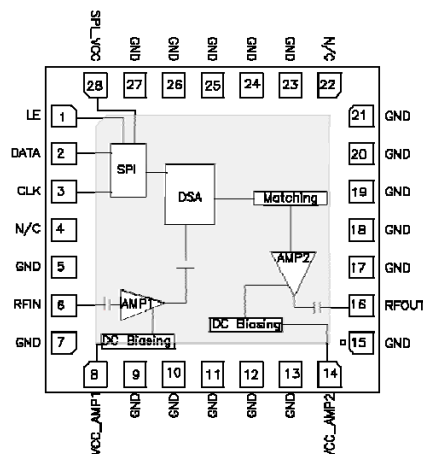 SPI_VCC GND GND GND GND GND N/C
28 27 26 25 24 23 22
LE 1 21 GND
DATA 2 SPI 20 GND
CLK 3 DSA Matching 19 GND
N/C 4 18 GND
GND 5 AMP2 17 GND
RFIN 6 AMP1 16 RFOUT
GND 7 DC Biasing DC Biasing 15 GND
8 9 10 11 12 13 14
VCC_AMP1 GND GND GND GND GND VCC_AMP2